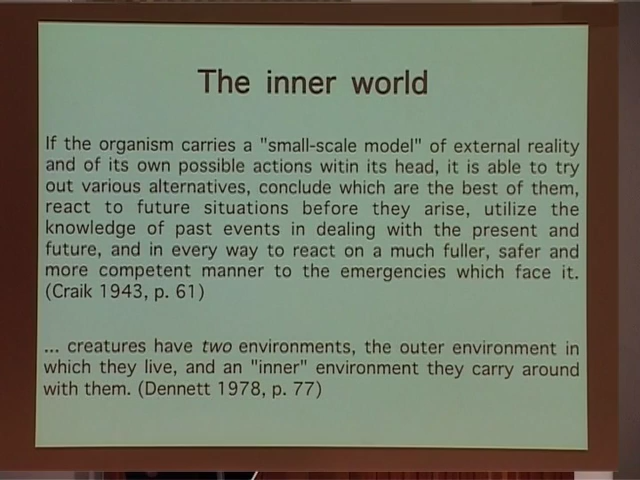 The inner world
If the organism carries a "small-scale model" of external reality
and of its own possible actions witin its head, it is able to try
out various alternatives, conclude which are the best of them,
react to future situations before they arise, utilize the
knowledge of past events in dealing with the present and
future, and in every way to react on a much fuller, safer and
more competent manner to the emergencies which face it.
(Craik 1943, p. 61)
... creatures have two environments, the outer environment in
which they live, and an "inner" environment they carry around
with them. (Dennett 1978, p. 77)